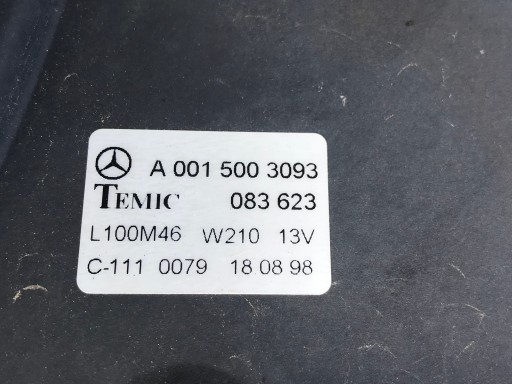 A 001 500 3093
TEMIC 083 623
L100M46 W210 13V
C-111 0079 18 08 98